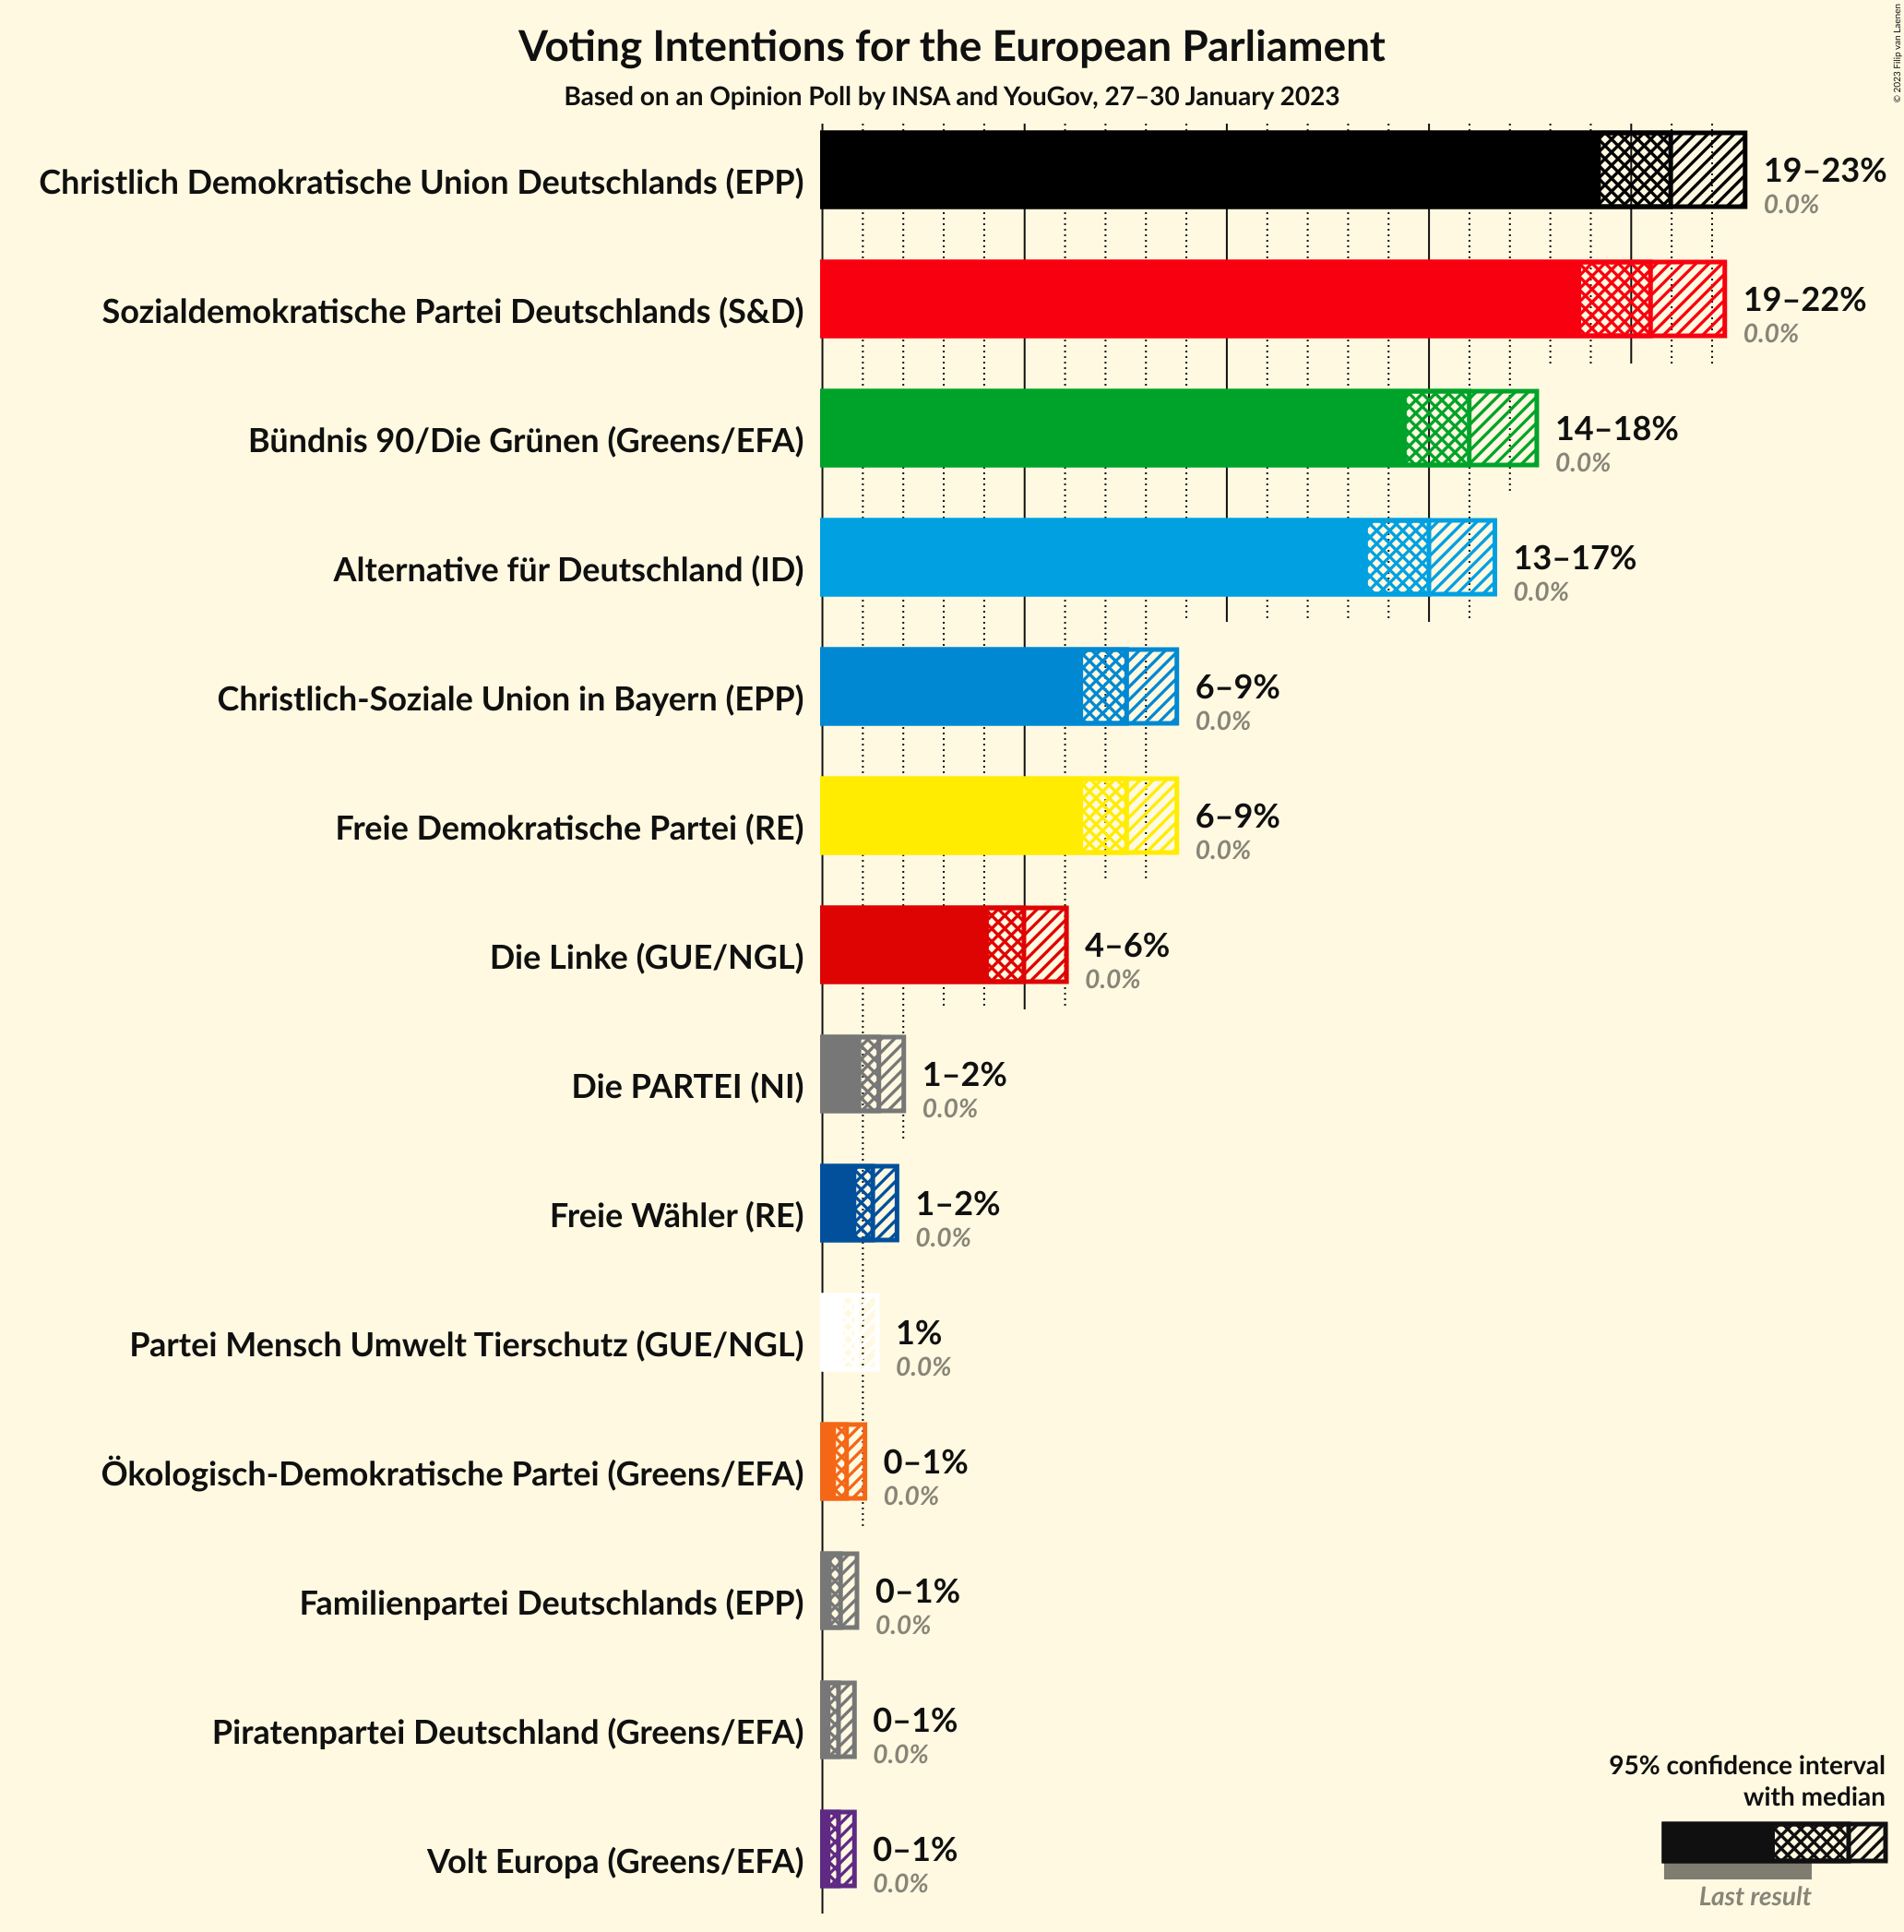 Voting Intentions for the European Parliament
Based on an Opinion Poll by INSA and YouGov, 27–30 January 2023
© 2023 Filip van Laenen
Christlich Demokratische Union Deutschlands (EPP)
19–23%
0.0%
Sozialdemokratische Partei Deutschlands (S&D)
19–22%
0.0%
Bündnis 90/Die Grünen (Greens/EFA)
14–18%
0.0%
Alternative für Deutschland (ID)
13–17%
0.0%
Christlich-Soziale Union in Bayern (EPP)
6–9%
0.0%
Freie Demokratische Partei (RE)
6–9%
0.0%
Die Linke (GUE/NGL)
4–6%
0.0%
Die PARTEI (NI)
1–2%
0.0%
Freie Wähler (RE)
1–2%
0.0%
Partei Mensch Umwelt Tierschutz (GUE/NGL)
1%
0.0%
Ökologisch-Demokratische Partei (Greens/EFA)
0–1%
0.0%
Familienpartei Deutschlands (EPP)
0–1%
0.0%
Piratenpartei Deutschland (Greens/EFA)
0–1%
0.0%
Volt Europa (Greens/EFA)
0–1%
0.0%
95% confidence interval
with median
Last result